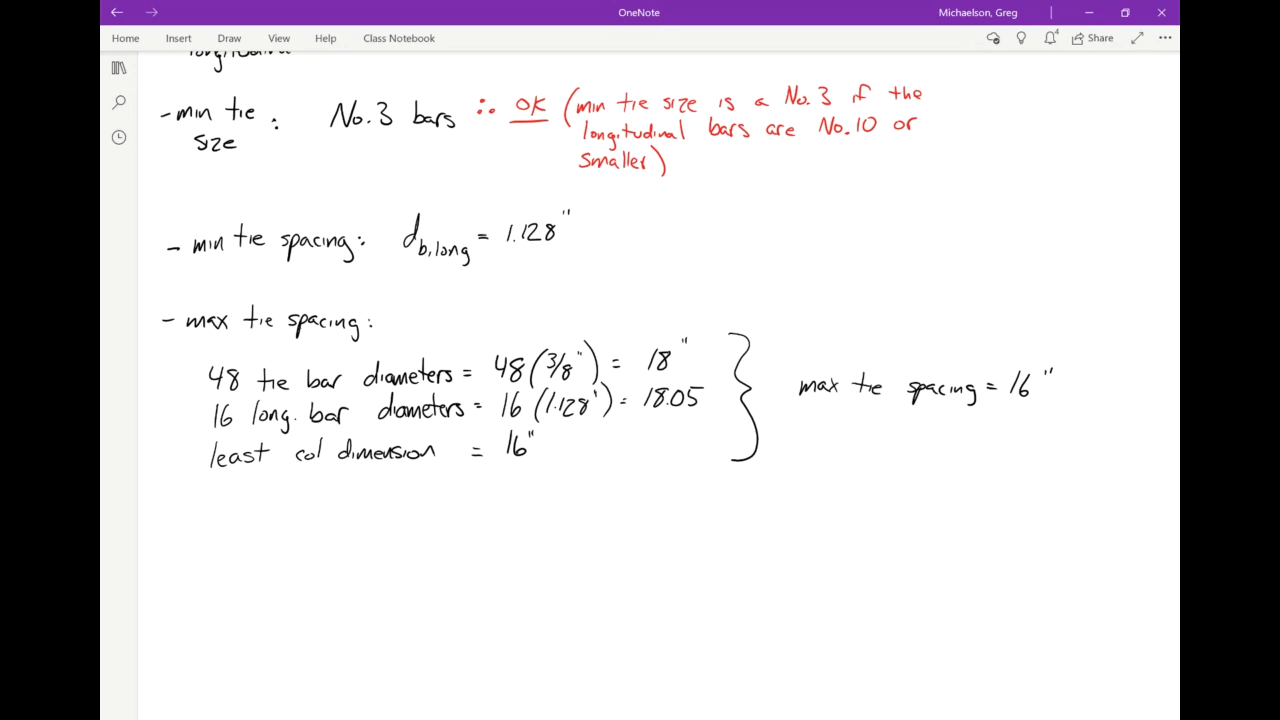 OneNote
Michaelson, Greg
Home Insert Draw View Help Class Notebook
4 Share
longitudinal
- min tie size : No. 3 bars ∴ OK (min tie size is a No. 3 if the
longitudinal bars are No. 10 or
smaller)
- min tie spacing: d_b,long = 1.128"
- max tie spacing:
48 tie bar diameters = 48 (3/8") = 18"
16 long. bar diameters = 16 (1.128") = 18.05
least col dimension = 16"
max tie spacing = 16"